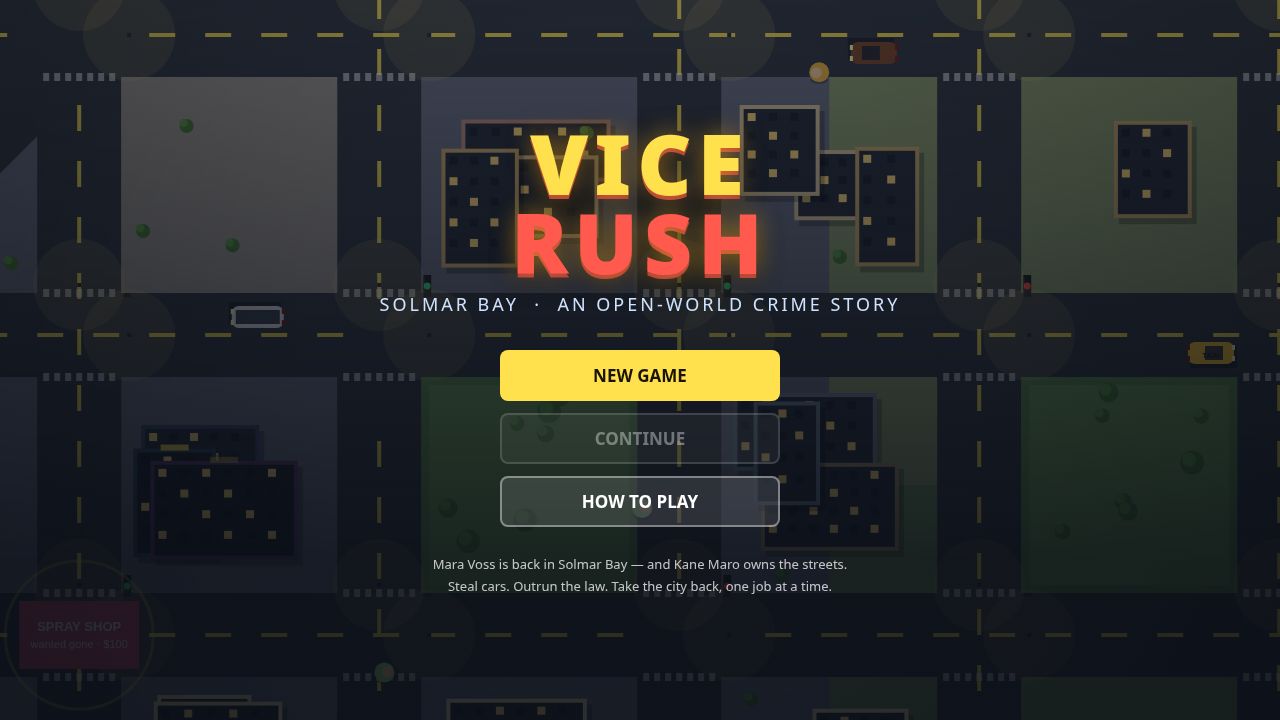 VICE
RUSH
SOLMAR BAY · AN OPEN-WORLD CRIME STORY
NEW GAME
CONTINUE
HOW TO PLAY
Mara Voss is back in Solmar Bay — and Kane Maro owns the streets.
Steal cars. Outrun the law. Take the city back, one job at a time.
SPRAY SHOP
wanted gone · $100